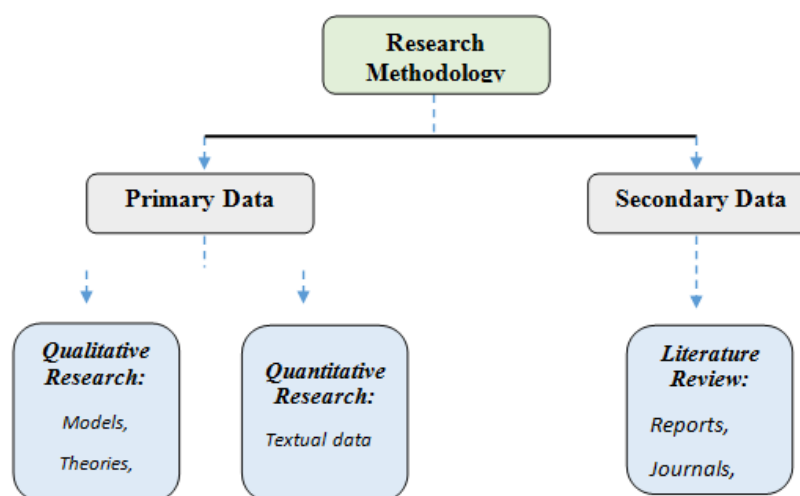 Research
Methodology
Primary Data
Secondary Data
Qualitative
Research:
Models,
Theories,
Quantitative
Research:
Textual data
Literature
Review:
Reports,
Journals,